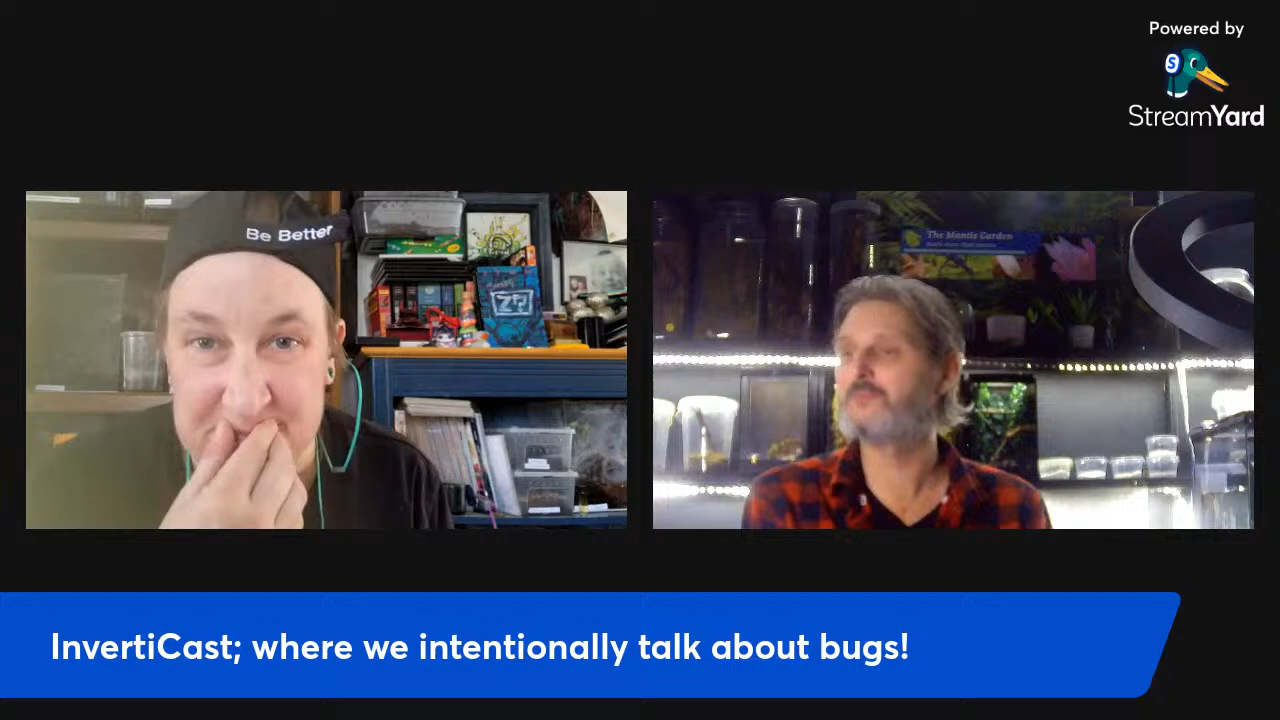 Powered by
S
StreamYard
Be Better
The Mantis Garden
InvertiCast; where we intentionally talk about bugs!